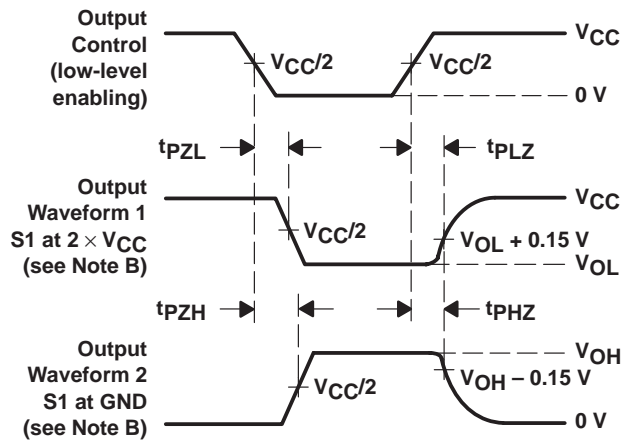 Output
Control
(low-level
enabling)
VCC/2
VCC/2
VCC
0 V
tPZL
tPLZ
Output
Waveform 1
S1 at 2 × VCC
(see Note B)
VCC/2
VCC
VOL + 0.15 V
VOL
tPZH
tPHZ
Output
Waveform 2
S1 at GND
(see Note B)
VCC/2
VOH
VOH – 0.15 V
0 V